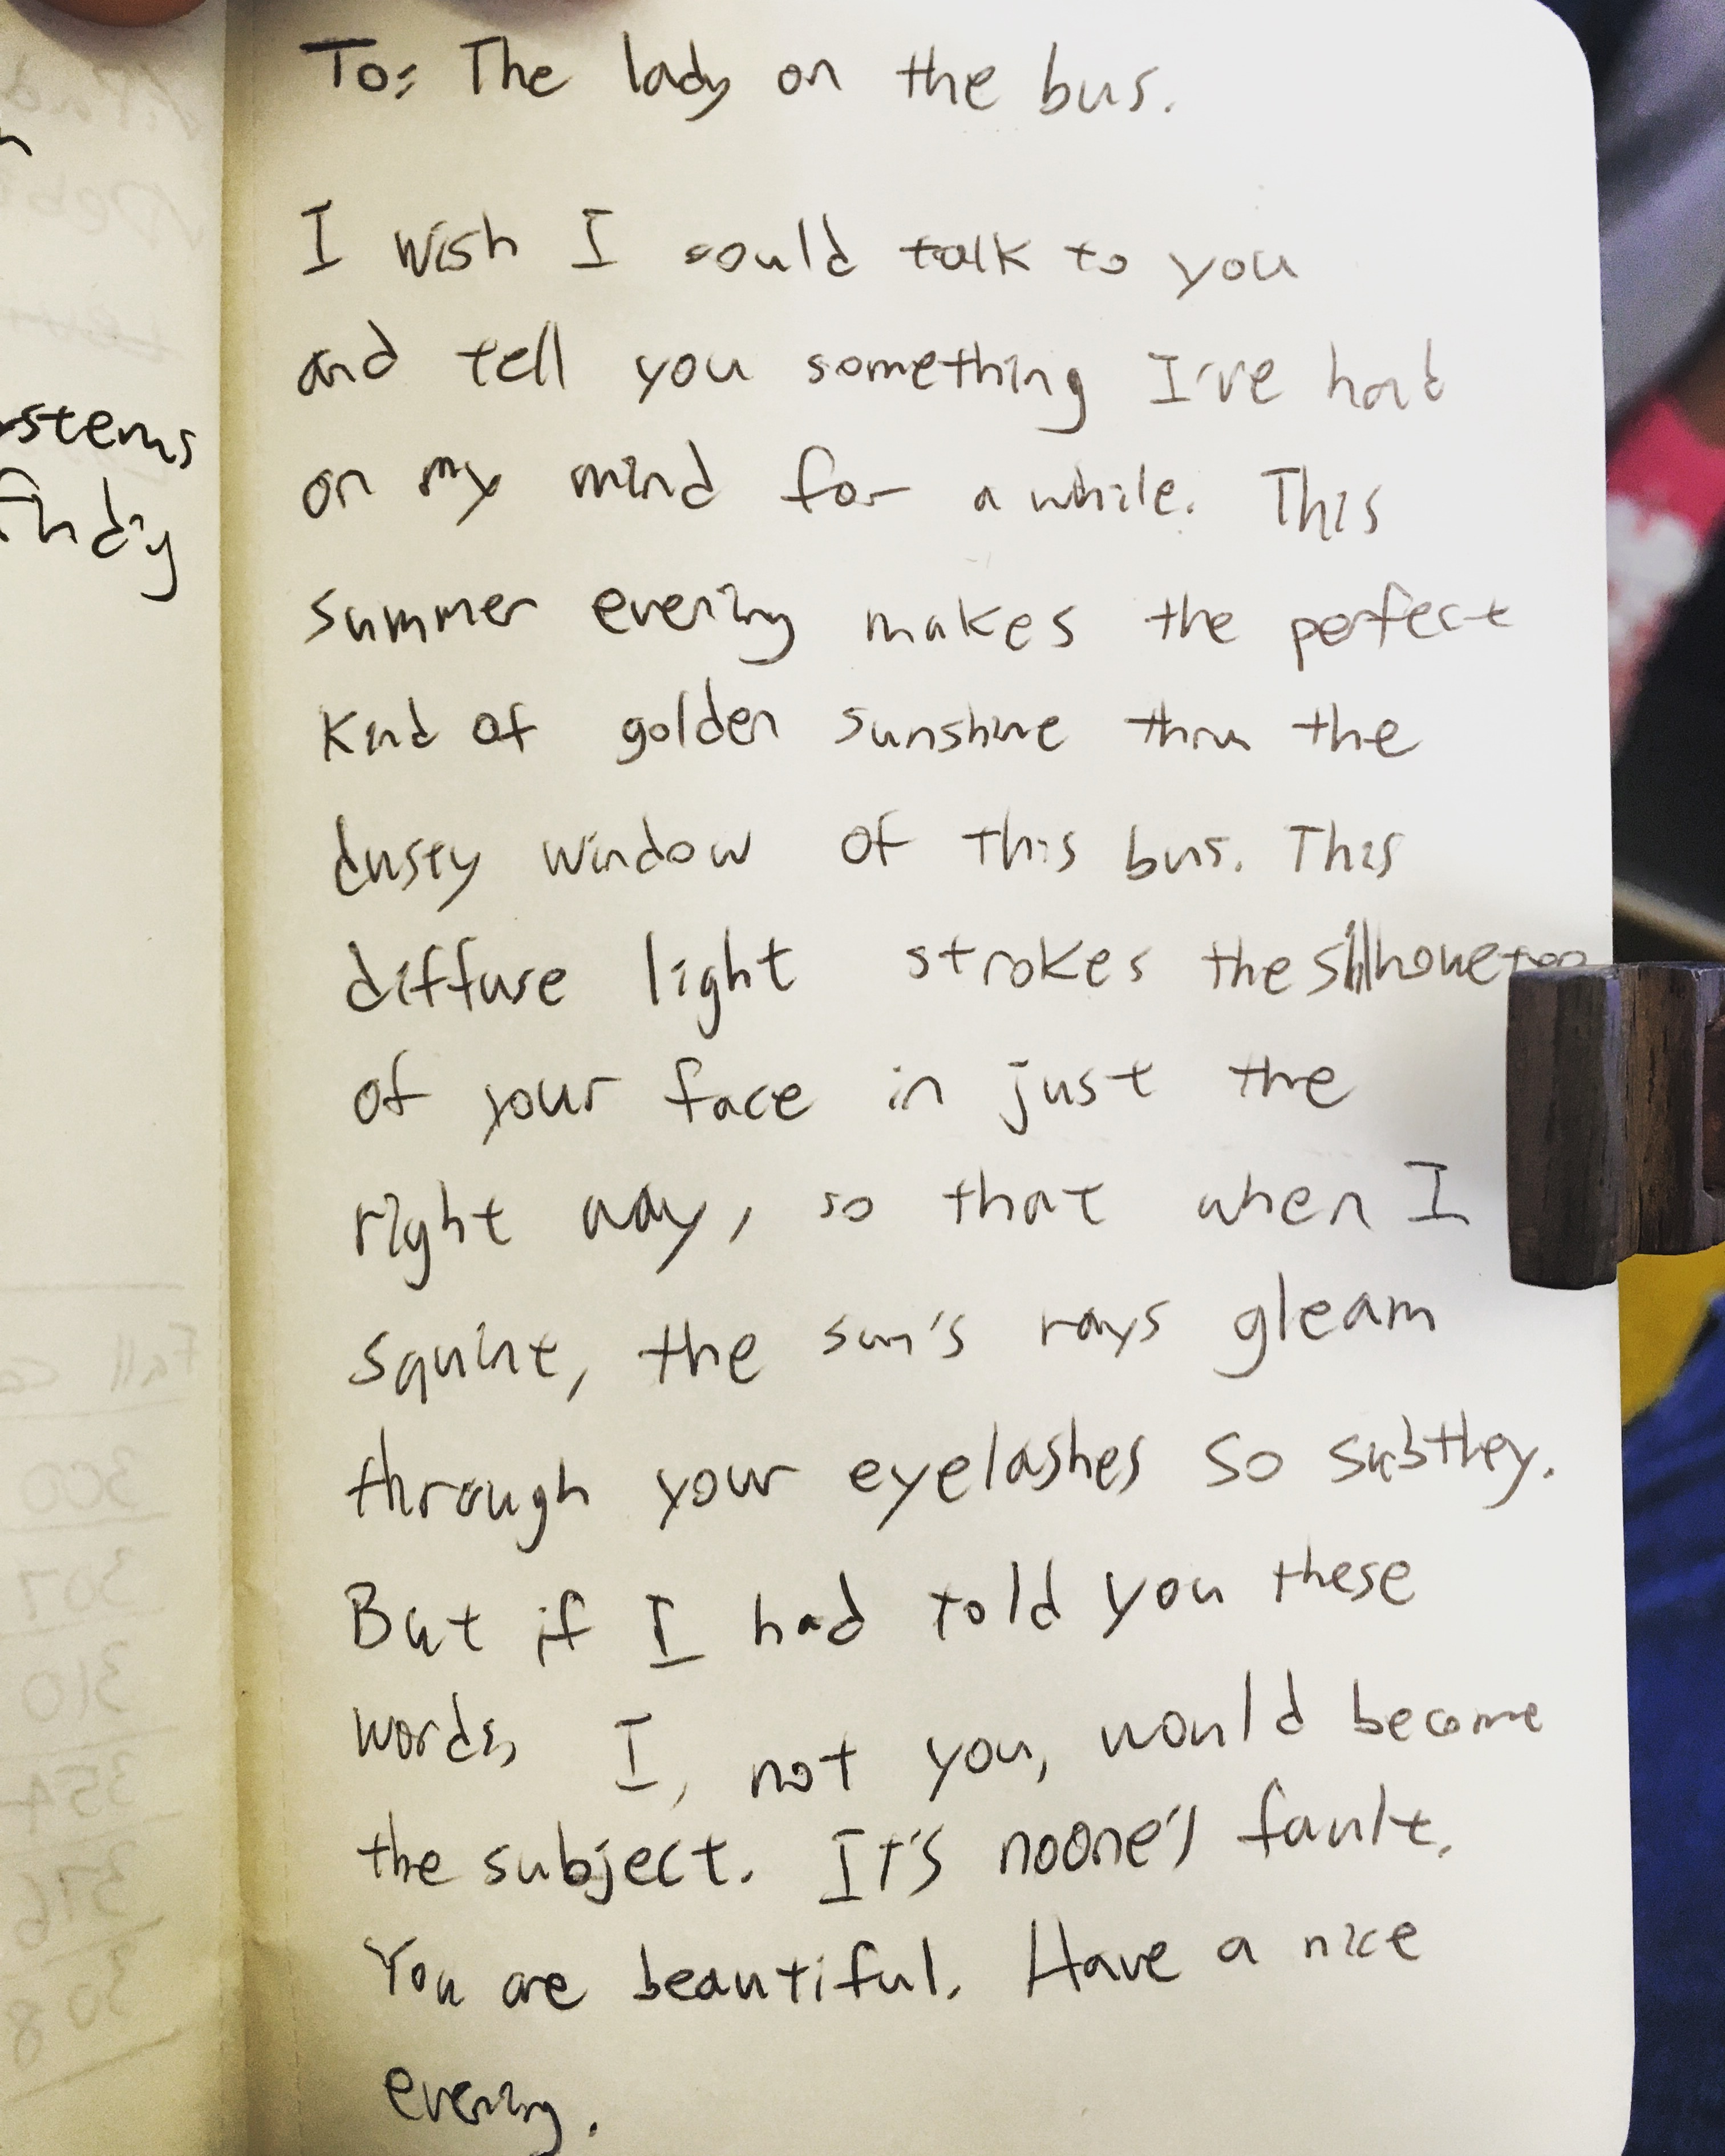 To: The lady on the bus.
I wish I could talk to you
and tell you something I've had
on my mind for a while. This
summer evening makes the perfect
kind of golden sunshine thru the
dusty window of this bus. This
diffuse light strokes the
of your face in just the
right way, so that when I
squint, the sun's rays gleam
through your eyelashes so subtley.
But if I had told you these
words, I, not you, would become
the subject. It's noone's fault.
You are beautiful. Have a nice
evening.
stems
Fall
300
307
310
354
376
308